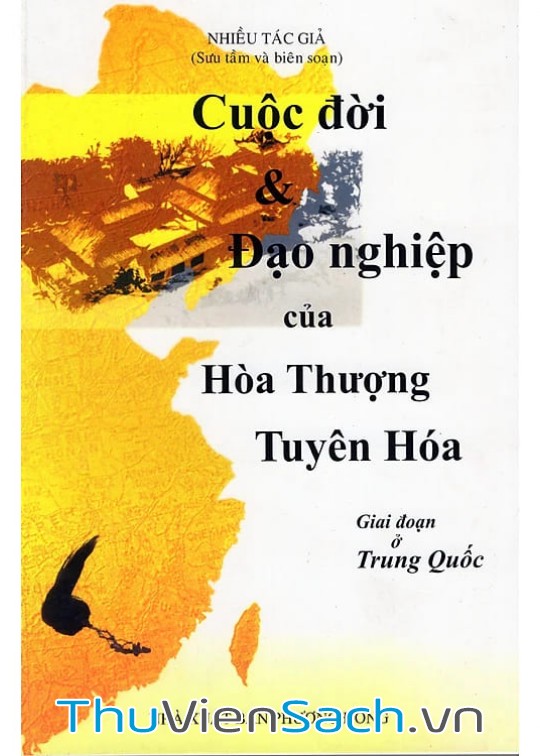 NHIỀU TÁC GIẢ
(Sưu tầm và biên soạn)
Cuộc đời
&
Đạo nghiệp
của
Hòa Thượng
Tuyên Hóa
Giai đoạn
ở
Trung Quốc
ThuVienSach.vn